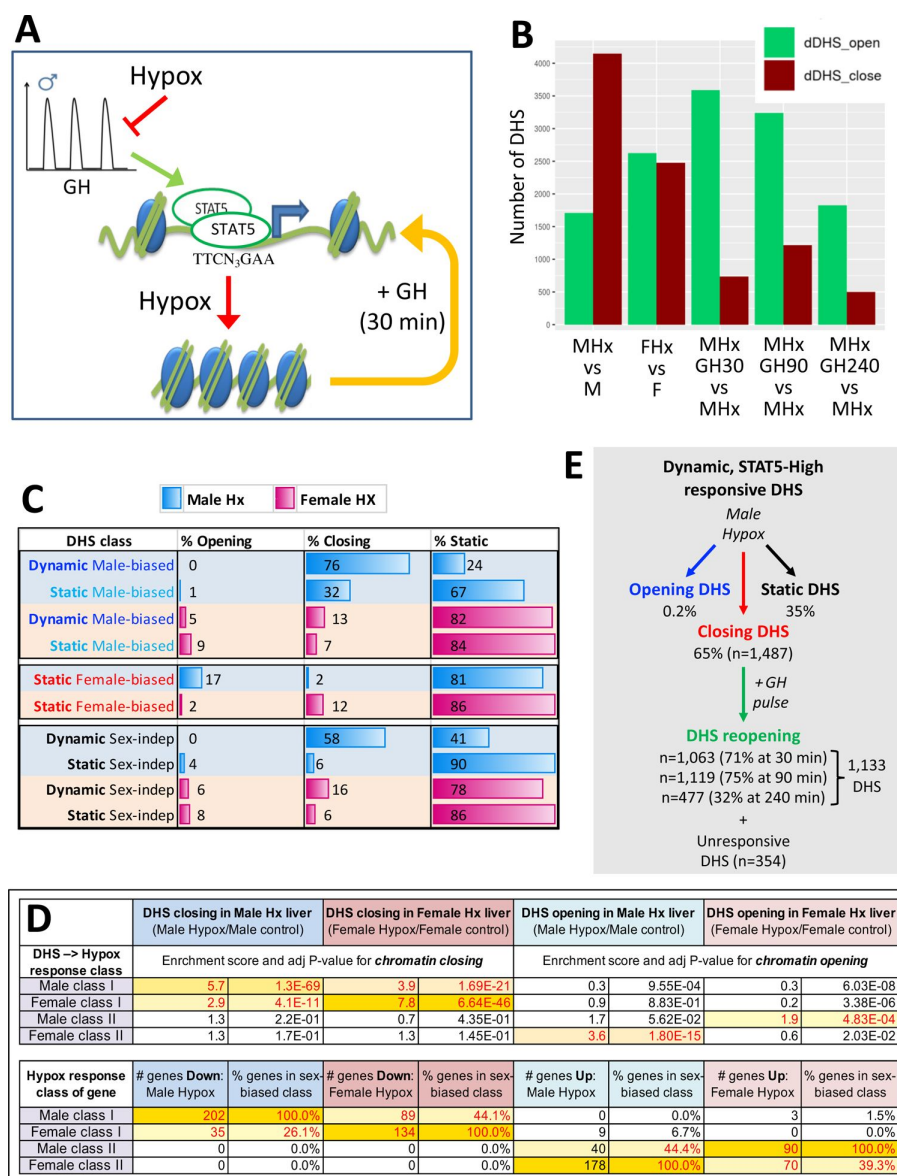 A
Hypox
♂
GH
STAT5
STAT5
TTCN₃GAA
Hypox
+ GH
(30 min)
B
dDHS_open
dDHS_close
Number of DHS
4000
3500
3000
2500
2000
1500
1000
500
0
MHx
vs
M
FHx
vs
F
MHx
GH30
vs
MHx
MHx
GH90
vs
MHx
MHx
GH240
vs
MHx
C
Male Hx Female HX
DHS class % Opening % Closing % Static
Dynamic Male-biased 0 76 24
Static Male-biased 1 32 67
Dynamic Male-biased 5 13 82
Static Male-biased 9 7 84
Static Female-biased 17 2 81
Static Female-biased 2 12 86
Dynamic Sex-indep 0 58 41
Static Sex-indep 4 6 90
Dynamic Sex-indep 6 16 78
Static Sex-indep 8 6 86
E
Dynamic, STAT5-High
responsive DHS
Male
Hypox
Opening DHS
0.2%
Static DHS
35%
Closing DHS
65% (n=1,487)
+ GH
pulse
DHS reopening
n=1,063 (71% at 30 min)
n=1,119 (75% at 90 min)
n=477 (32% at 240 min)
1,133
DHS
+
Unresponsive
DHS (n=354)
D
DHS closing in Male Hx liver DHS closing in Female Hx liver DHS opening in Male Hx liver DHS opening in Female Hx liver
(Male Hypox/Male control) (Female Hypox/Female control) (Male Hypox/Male control) (Female Hypox/Female control)
DHS –> Hypox
response class
Enrchment score and adj P-value for chromatin closing Enrchment score and adj P-value for chromatin opening
Male class I 5.7 1.3E-69 3.9 1.69E-21 0.3 9.55E-04 0.3 6.03E-08
Female class I 2.9 4.1E-11 7.8 6.64E-46 0.9 8.83E-01 0.2 3.38E-06
Male class II 1.3 2.2E-01 0.7 4.35E-01 1.7 5.62E-02 1.9 4.83E-04
Female class II 1.3 1.7E-01 1.3 1.45E-01 3.6 1.80E-15 0.6 2.03E-02
Hypox response # genes Down: % genes in sex- # genes Down: % genes in sex- # genes Up: % genes in sex- # genes Up: % genes in sex-
class of gene Male Hypox biased class Female Hypox biased class Male Hypox biased class Female Hypox biased class
Male class I 202 100.0% 89 44.1% 0 0.0% 3 1.5%
Female class I 35 26.1% 134 100.0% 9 6.7% 0 0.0%
Male class II 0 0.0% 0 0.0% 40 44.4% 90 100.0%
Female class II 0 0.0% 0 0.0% 178 100.0% 70 39.3%